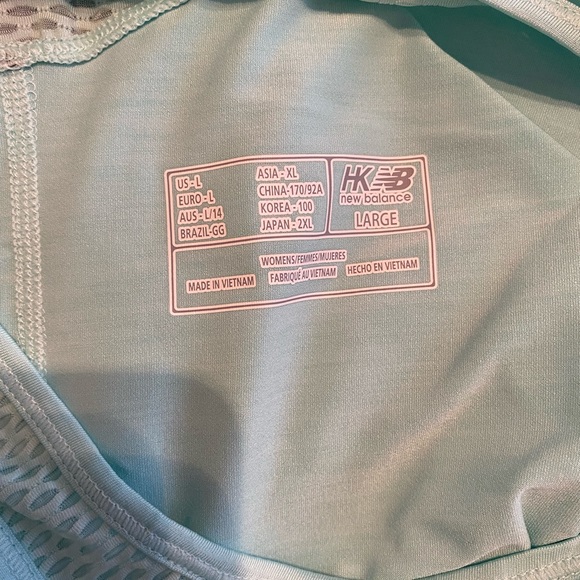 US-L
EURO-L
AUS-L/14
BRAZIL-GG
ASIA-XL
CHINA-170/92A
KOREA-100
JAPAN-2XL
HKNB
new balance
LARGE
MADE IN VIETNAM
WOMENS/FEMMES/MUJERES
FABRIQUÉ AU VIETNAM
HECHO EN VIETNAM